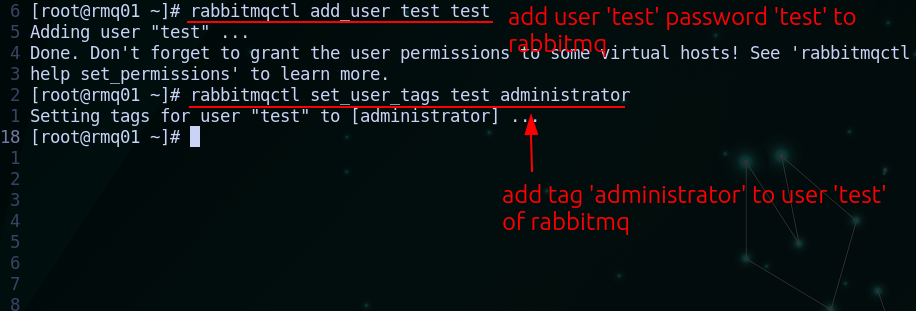 6 [root@rmq01 ~]# rabbitmqctl add_user test test
add user 'test' password 'test' to
rabbitmq
5 Adding user "test" ...
4 Done. Don't forget to grant the user permissions to some virtual hosts! See 'rabbitmqctl
3 help set_permissions' to learn more.
2 [root@rmq01 ~]# rabbitmqctl set_user_tags test administrator
1 Setting tags for user "test" to [administrator] ...
18 [root@rmq01 ~]#
1
2
3
add tag 'administrator' to user 'test'
of rabbitmq
4
5
6
7
8